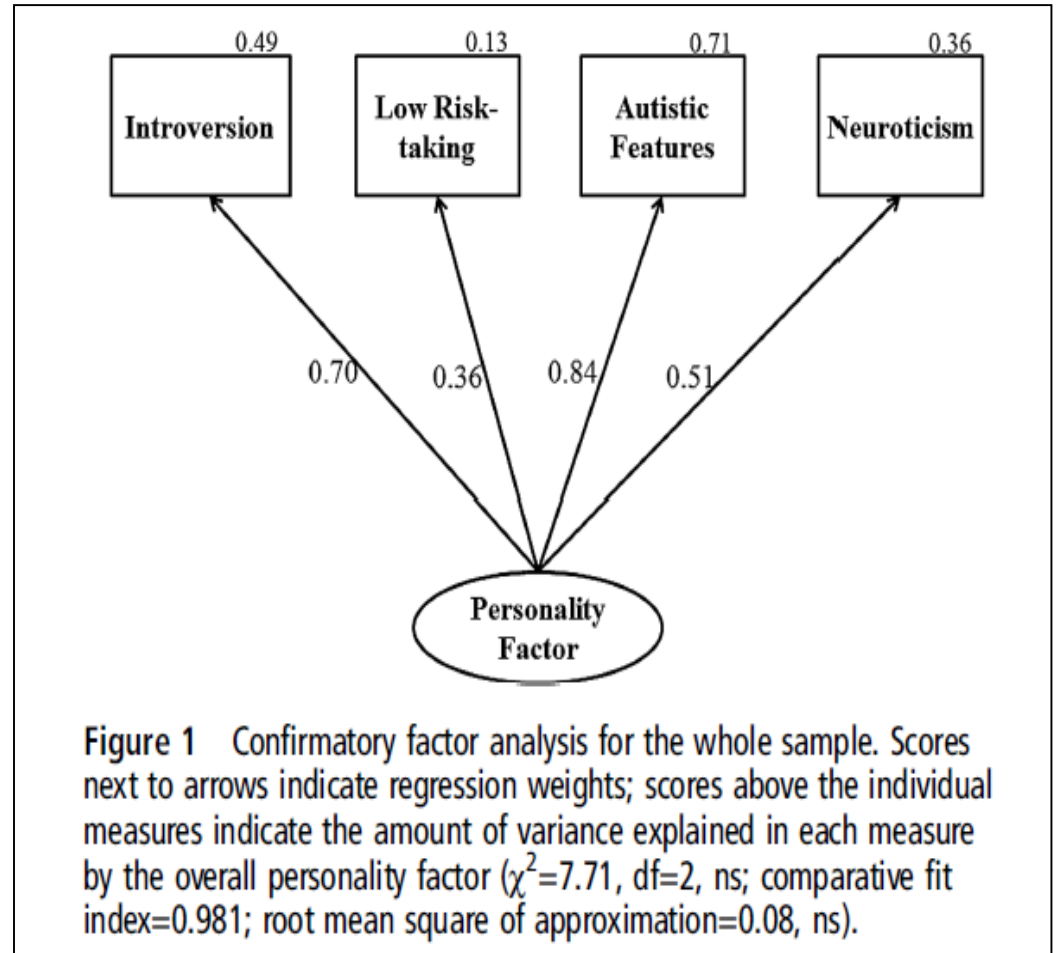 0.49 0.13 0.71 0.36
Introversion
Low Risk-
taking
Autistic
Features
Neuroticism
0.70 0.36 0.84 0.51
Personality
Factor
Figure 1 Confirmatory factor analysis for the whole sample. Scores
next to arrows indicate regression weights; scores above the individual
measures indicate the amount of variance explained in each measure
by the overall personality factor (χ²=7.71, df=2, ns; comparative fit
index=0.981; root mean square of approximation=0.08, ns).